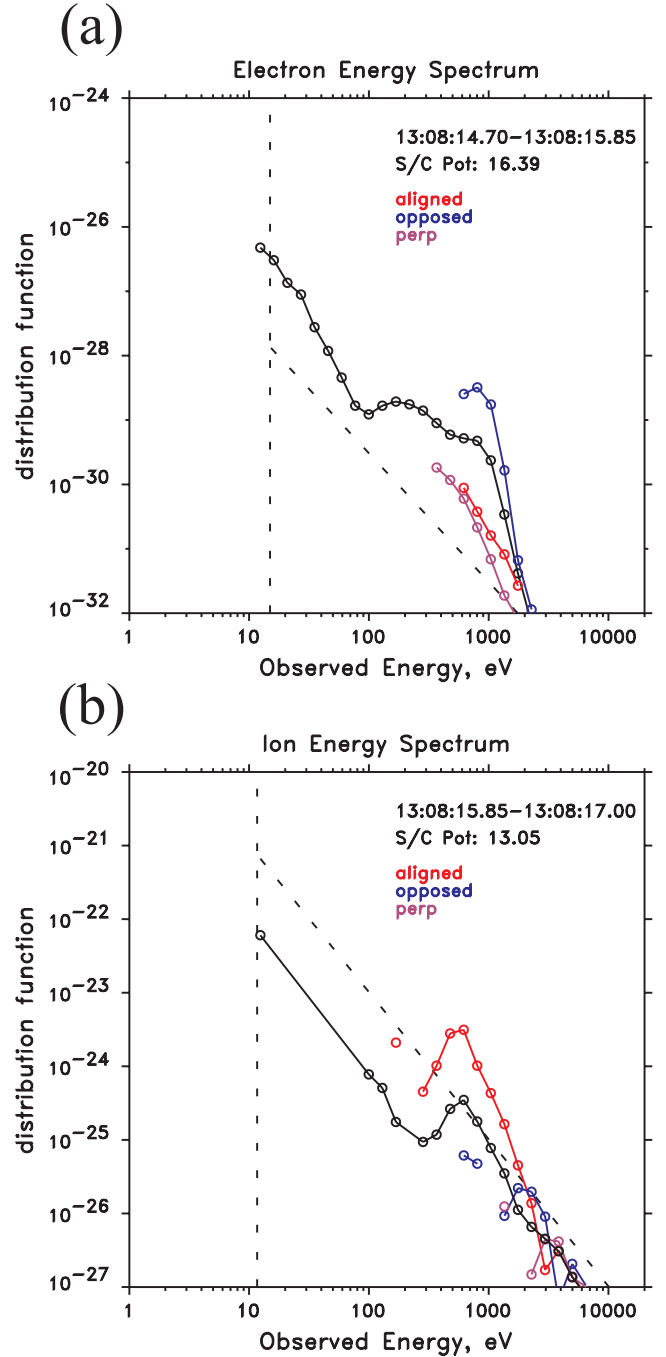 (a)
Electron Energy Spectrum
10-24
13:08:14.70-13:08:15.85
S/C Pot: 16.39
aligned
opposed
perp
10-26
10-28
10-30
10-32
distribution function
1 10 100 1000 10000
Observed Energy, eV
(b)
Ion Energy Spectrum
10-20
13:08:15.85-13:08:17.00
S/C Pot: 13.05
aligned
opposed
perp
10-21
10-22
10-23
10-24
10-25
10-26
10-27
distribution function
1 10 100 1000 10000
Observed Energy, eV